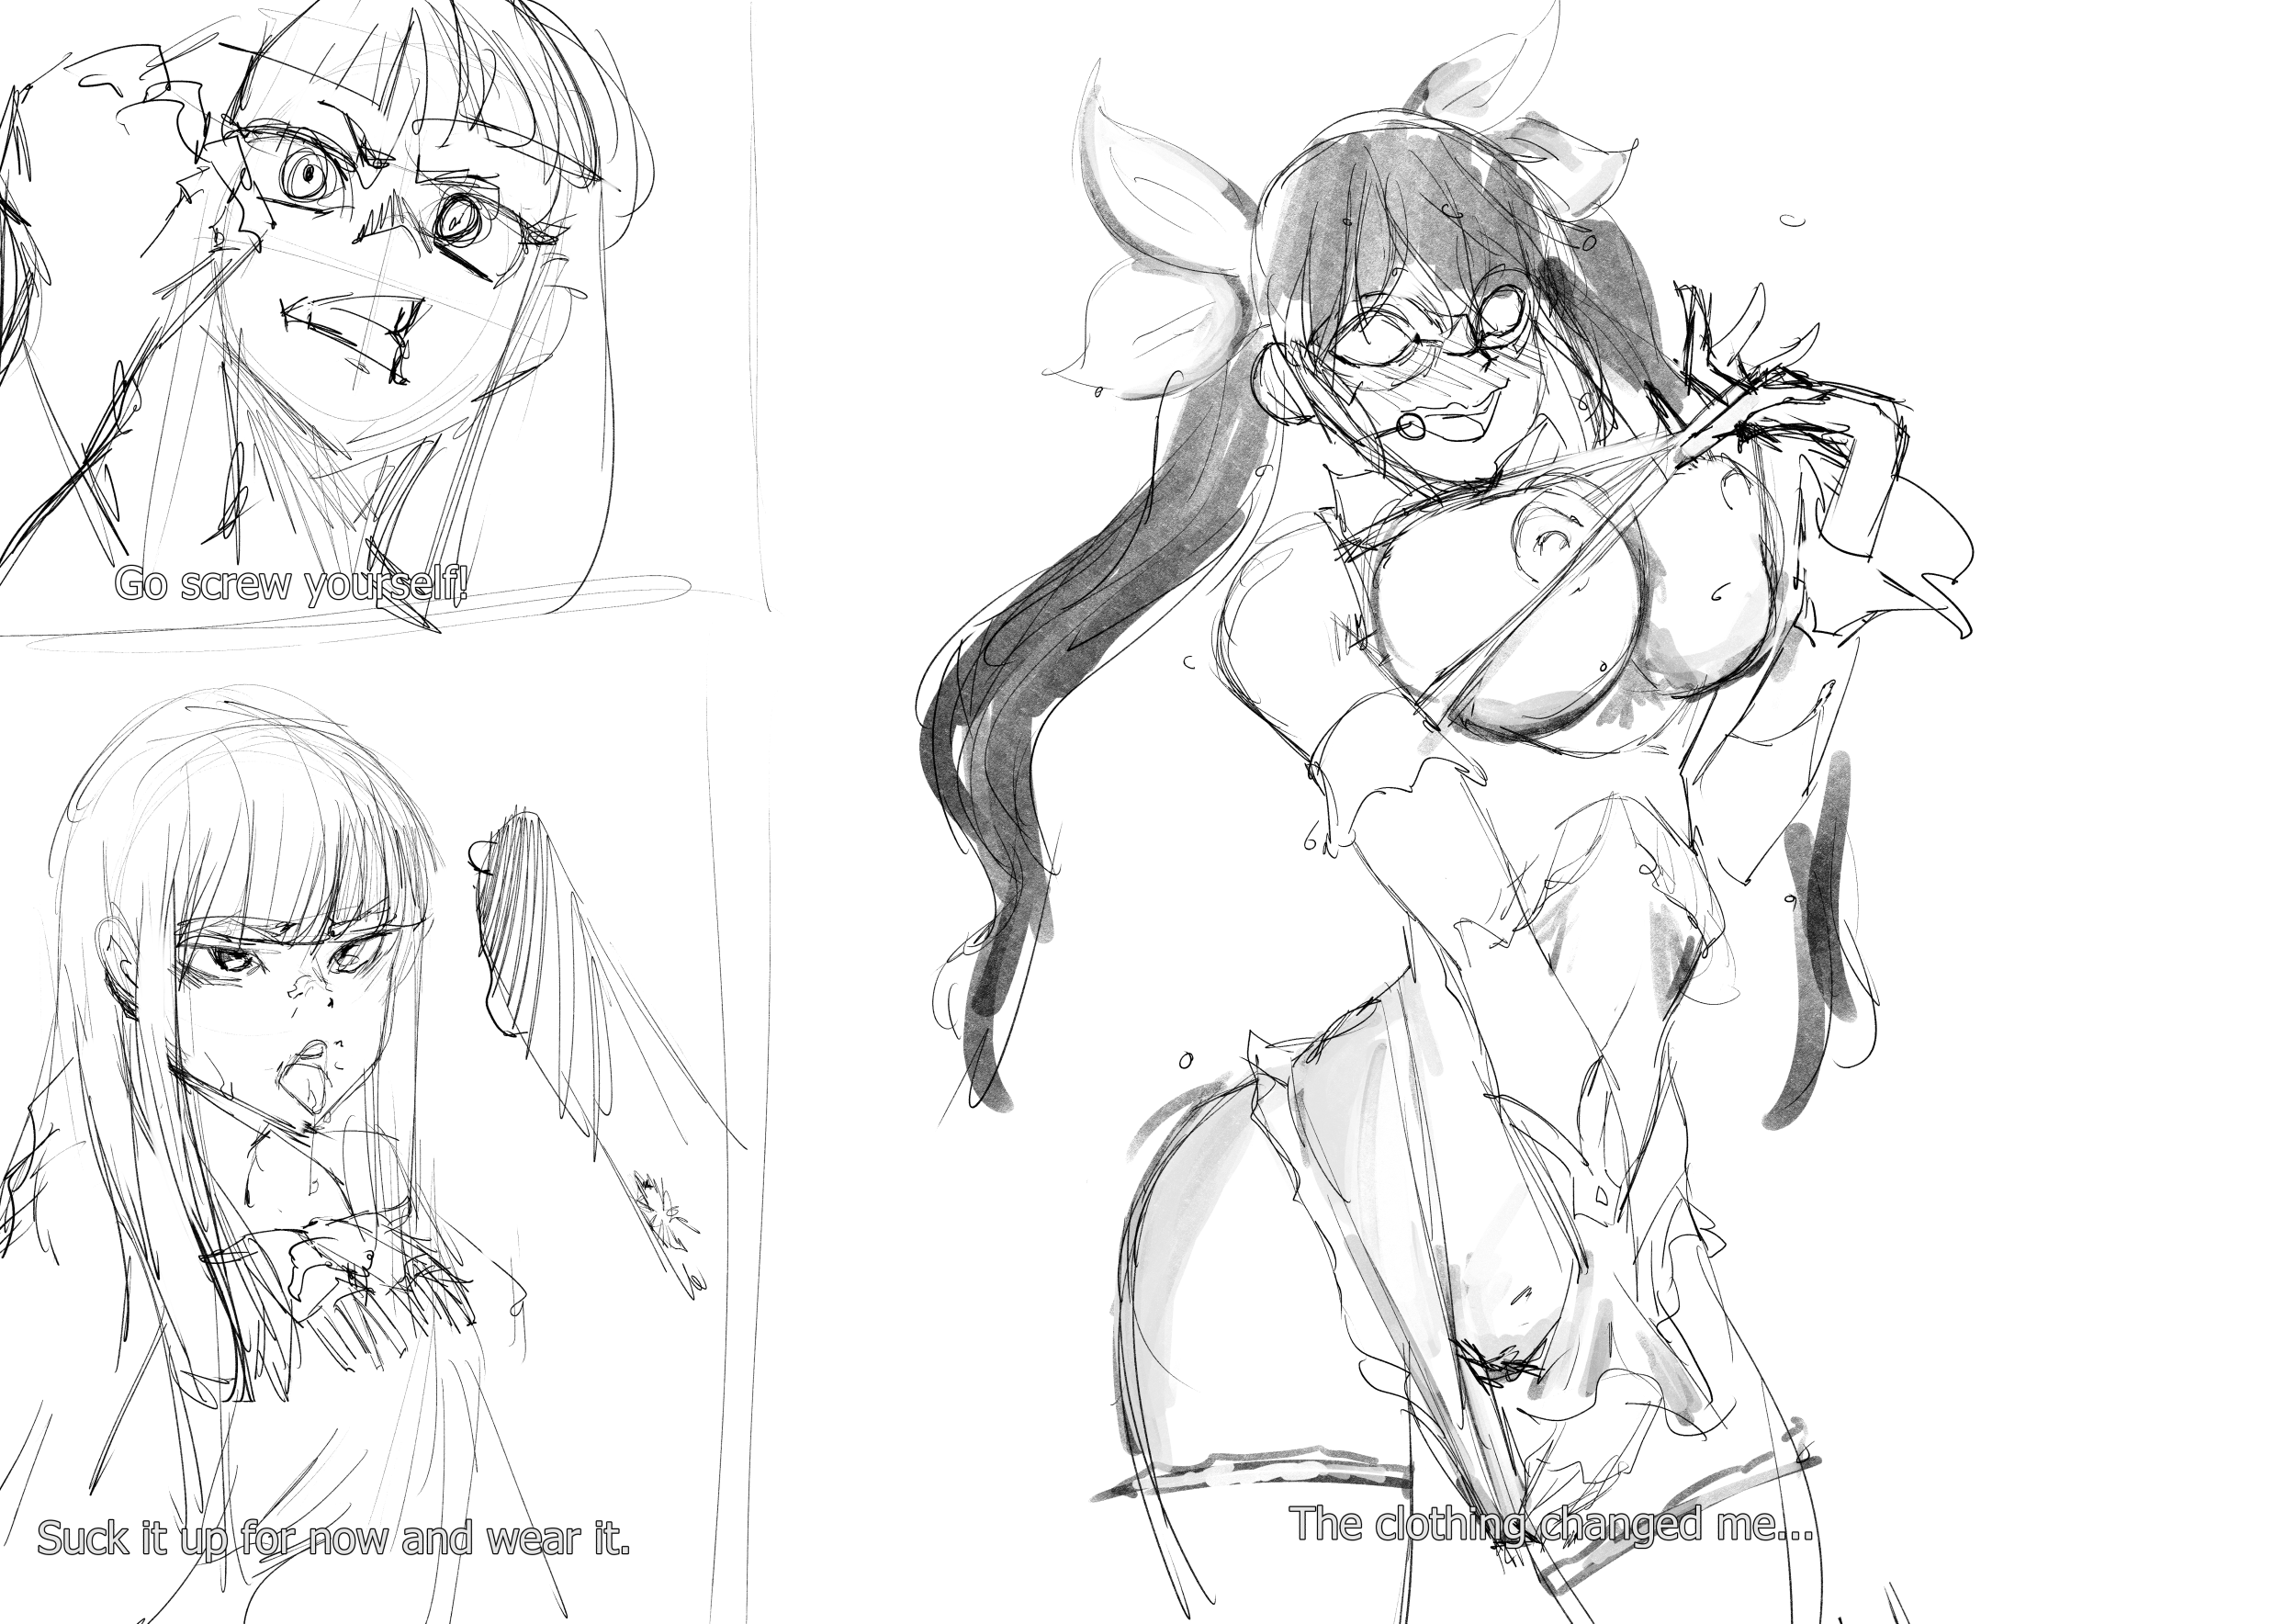 Go screw yourself!
Suck it up for now and wear it.
The clothing changed me...